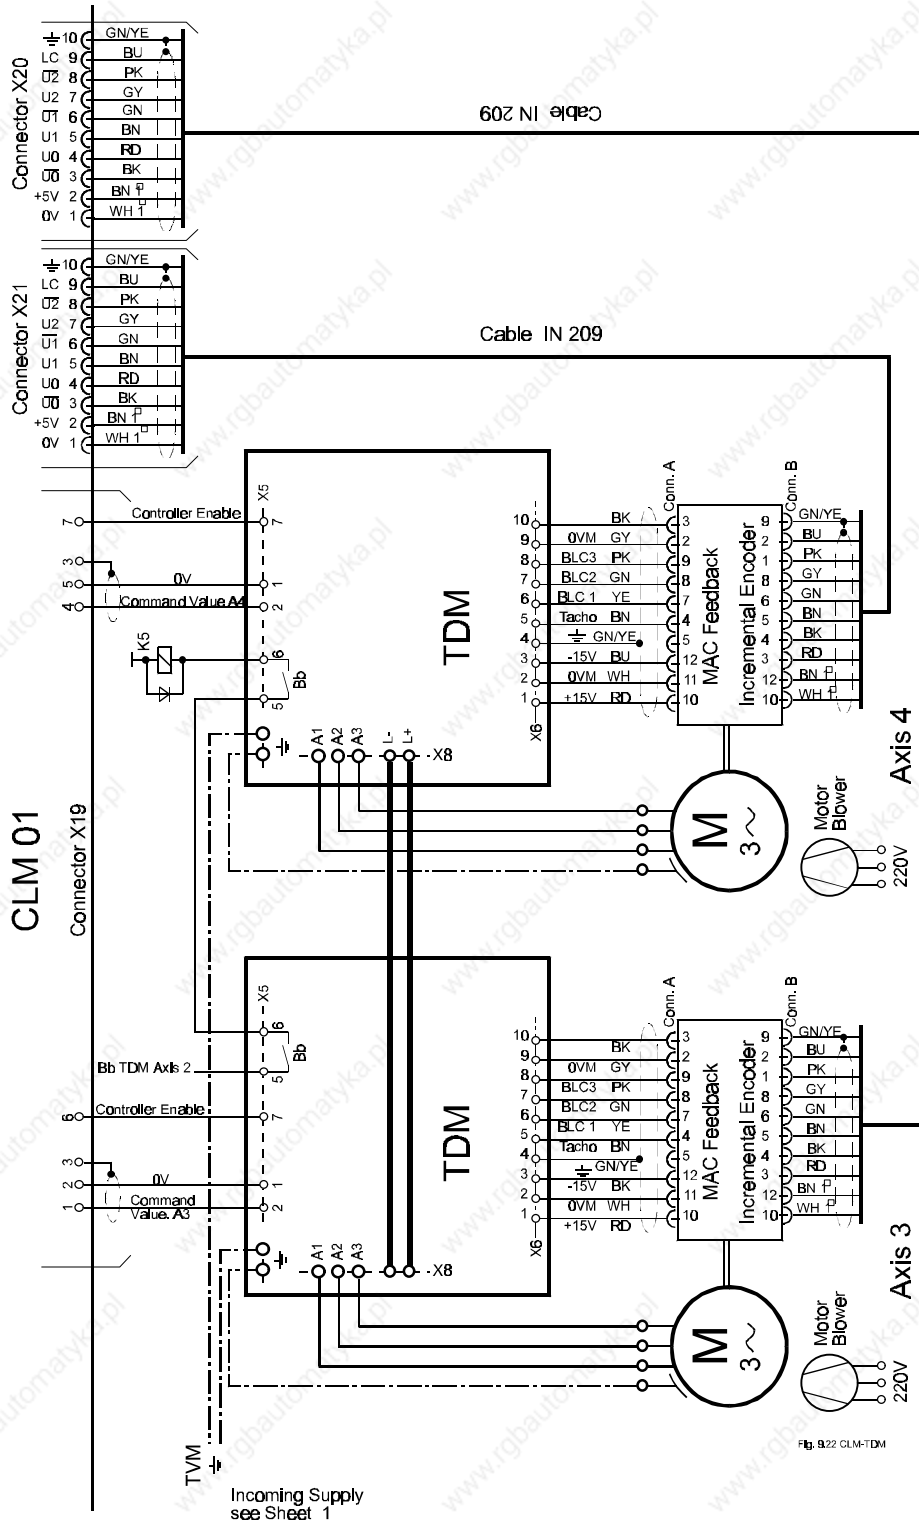 Connector X20
10 GN/YE
LC 9 BU
U2 8 PK
U2 7 GY
U1 6 GN
U1 5 BN
U0 4 RD
U0 3 BK
+5V 2 BN 1
0V 1 WH 1
Cable IN 209
Connector X21
10 GN/YE
LC 9 BU
U2 8 PK
U2 7 GY
U1 6 GN
U1 5 BN
U0 4 RD
U0 3 BK
+5V 2 BN 1
0V 1 WH 1
Cable IN 209
CLM 01
Connector X19
7 Controller Enable 7
3
5 0V 1
4 Command Value A4 2
K5
6
5
Bb
X5
TDM
A1 A2 A3 L- L+ X8
10 BK 3
9 0VM GY 2
8 BLC3 PK 9
7 BLC2 GN 8
6 BLC 1 YE 7
5 Tacho BN 4
4 GN/YE 5
3 -15V BU 12
2 0VM WH 11
1 +15V RD 10
X6
Conn. A
MAC Feedback
Incremental Encoder
Conn. B
9 GN/YE
2 BU
1 PK
8 GY
6 GN
5 BN
4 BK
3 RD
12 BN 1
10 WH 1
M
3~
Motor
Blower
220V
Axis 4
X5
6
Bb
Bb TDM Axis 2 5
6 Controller Enable 7
3
2 0V 1
1 Command
Value. A3 2
TDM
A1 A2 A3 X8
10 BK 3
9 0VM GY 2
8 BLC3 PK 9
7 BLC2 GN 8
6 BLC 1 YE 7
5 Tacho BN 4
4 GN/YE 5
3 -15V BK 12
2 0VM WH 11
1 +15V RD 10
X6
Conn. A
MAC Feedback
Incremental Encoder
Conn. B
9 GN/YE
2 BU
1 PK
8 GY
6 GN
5 BN
4 BK
3 RD
12 BN 1
10 WH 1
M
3~
Motor
Blower
220V
Axis 3
TVM
Incoming Supply
see Sheet 1
Fig. 9.22 CLM-TDM
www.rgbautomatyka.pl